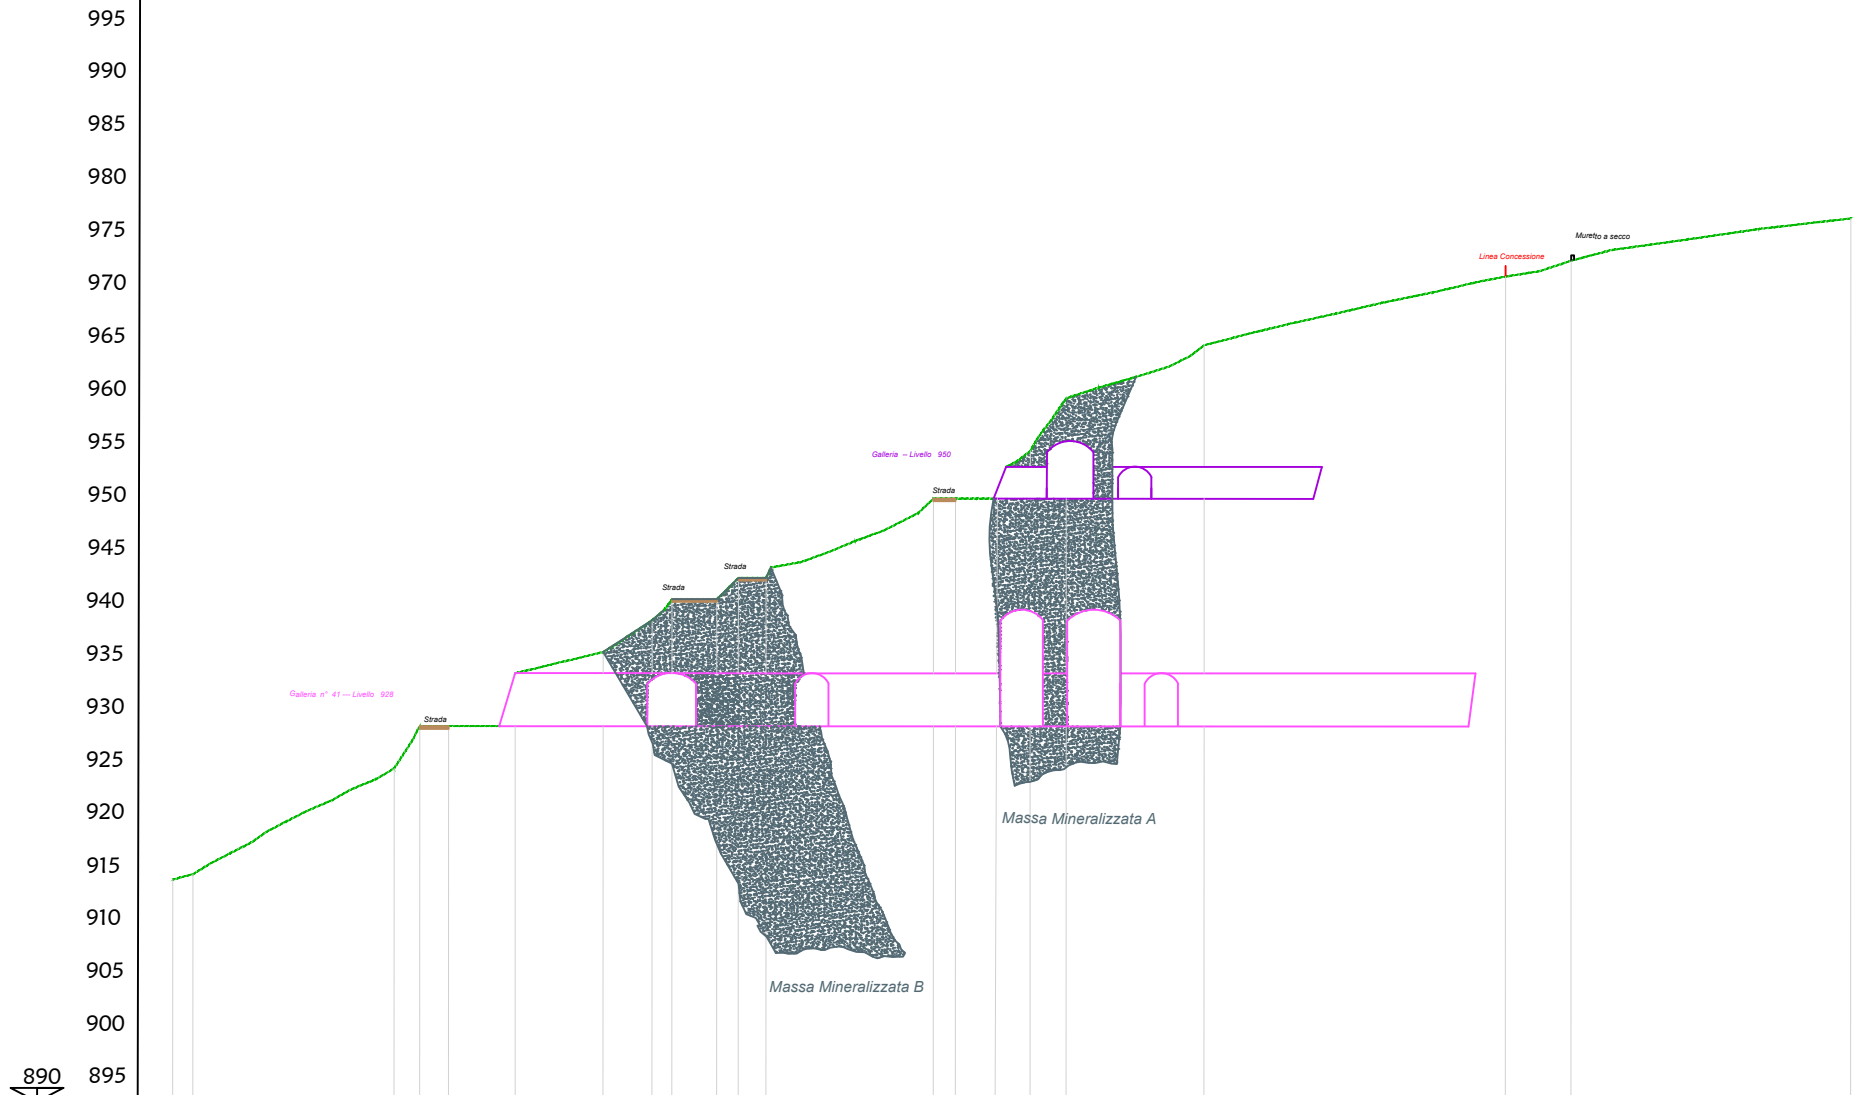 995
990
985
980
975
Muretto a secco
Linea Concessione
970
965
960
955
Galleria – Livello 950
950
Strada
945
Strada
Strada
940
935
Galleria n° 41 — Livello 928
930
Strada
925
920
Massa Mineralizzata A
915
910
905
Massa Mineralizzata B
900
890
895